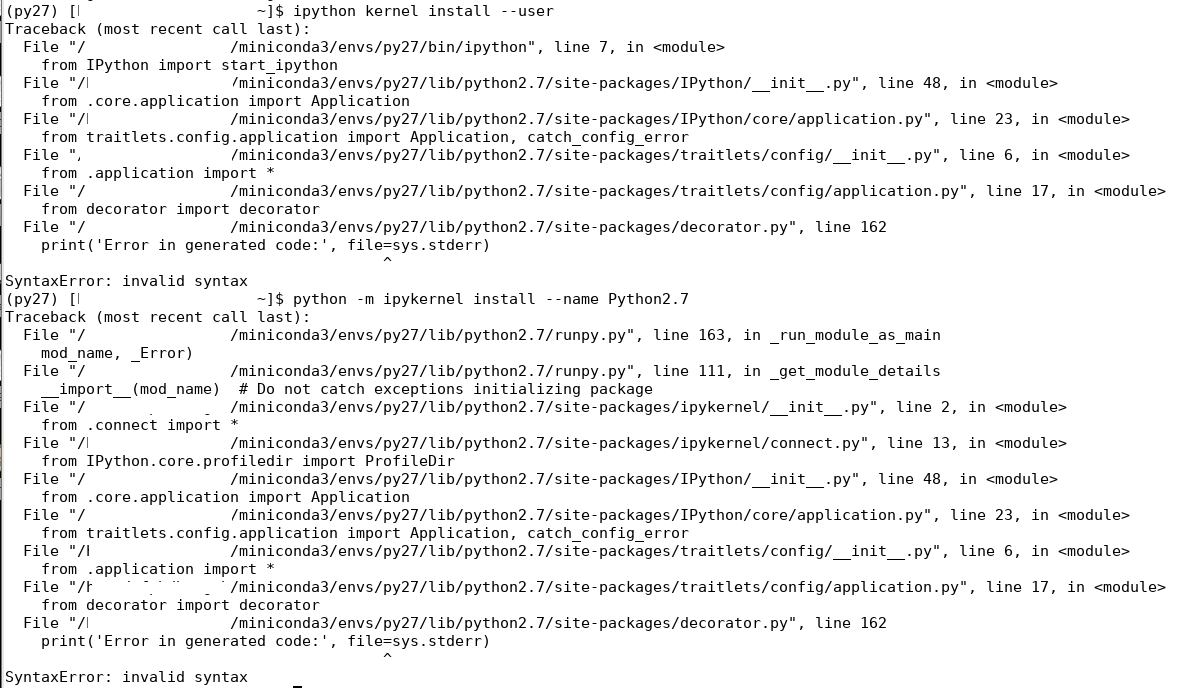 (py27) [ ~]$ ipython kernel install --user
Traceback (most recent call last):
  File "/ /miniconda3/envs/py27/bin/ipython", line 7, in <module>
    from IPython import start_ipython
  File "/ /miniconda3/envs/py27/lib/python2.7/site-packages/IPython/__init__.py", line 48, in <module>
    from .core.application import Application
  File "/ /miniconda3/envs/py27/lib/python2.7/site-packages/IPython/core/application.py", line 23, in <module>
    from traitlets.config.application import Application, catch_config_error
  File " /miniconda3/envs/py27/lib/python2.7/site-packages/traitlets/config/__init__.py", line 6, in <module>
    from .application import *
  File "/ /miniconda3/envs/py27/lib/python2.7/site-packages/traitlets/config/application.py", line 17, in <module>
    from decorator import decorator
  File "/ /miniconda3/envs/py27/lib/python2.7/site-packages/decorator.py", line 162
    print('Error in generated code:', file=sys.stderr)
                                          ^
SyntaxError: invalid syntax
(py27) [ ~]$ python -m ipykernel install --name Python2.7
Traceback (most recent call last):
  File "/ /miniconda3/envs/py27/lib/python2.7/runpy.py", line 163, in _run_module_as_main
    mod_name, _Error)
  File "/ /miniconda3/envs/py27/lib/python2.7/runpy.py", line 111, in _get_module_details
    __import__(mod_name)  # Do not catch exceptions initializing package
  File "/ /miniconda3/envs/py27/lib/python2.7/site-packages/ipykernel/__init__.py", line 2, in <module>
    from .connect import *
  File "/ /miniconda3/envs/py27/lib/python2.7/site-packages/ipykernel/connect.py", line 13, in <module>
    from IPython.core.profiledir import ProfileDir
  File "/ /miniconda3/envs/py27/lib/python2.7/site-packages/IPython/__init__.py", line 48, in <module>
    from .core.application import Application
  File "/ /miniconda3/envs/py27/lib/python2.7/site-packages/IPython/core/application.py", line 23, in <module>
    from traitlets.config.application import Application, catch_config_error
  File "/ /miniconda3/envs/py27/lib/python2.7/site-packages/traitlets/config/__init__.py", line 6, in <module>
    from .application import *
  File "/h /miniconda3/envs/py27/lib/python2.7/site-packages/traitlets/config/application.py", line 17, in <module>
    from decorator import decorator
  File "/ /miniconda3/envs/py27/lib/python2.7/site-packages/decorator.py", line 162
    print('Error in generated code:', file=sys.stderr)
                                          ^
SyntaxError: invalid syntax